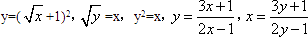 y=(√x+1)², √y=x, y²=x, y = (3x+1)/(2x−1), x = (3y+1)/(2y−1)